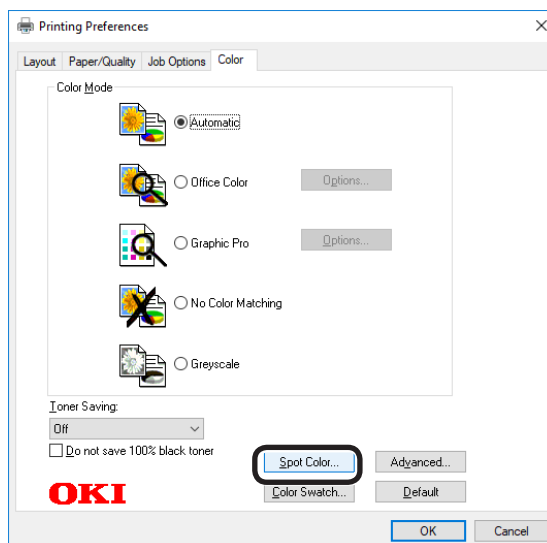 Printing Preferences
Layout Paper/Quality Job Options Color
Color Mode
Automatic
Office Color Options...
Graphic Pro Options...
No Color Matching
Greyscale
Toner Saving:
Off
Do not save 100% black toner
Spot Color... Advanced...
OKI Color Swatch... Default
OK Cancel